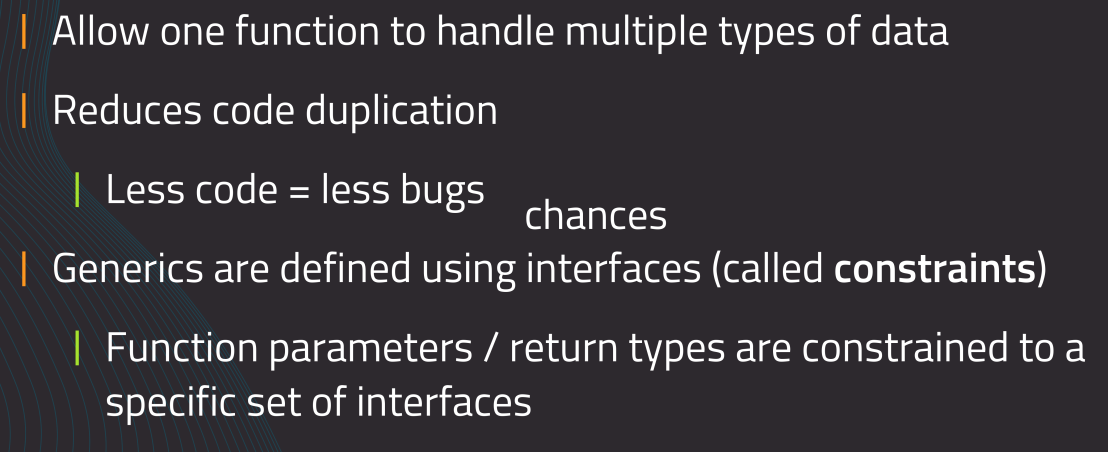 Allow one function to handle multiple types of data
Reduces code duplication
Less code = less bugs
chances
Generics are defined using interfaces (called constraints)
Function parameters / return types are constrained to a
specific set of interfaces